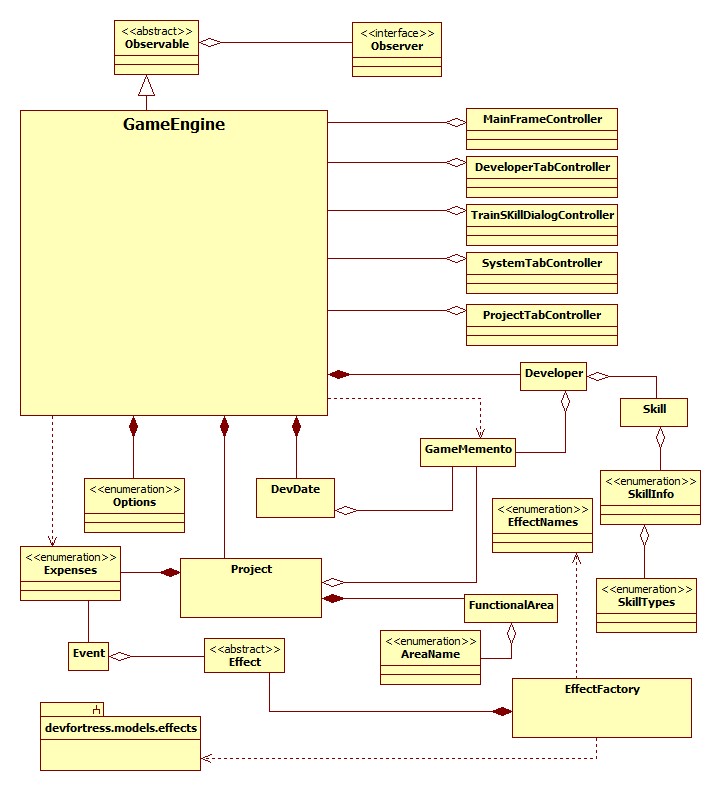 <<abstract>>
Observable
<<interface>>
Observer
GameEngine
MainFrameController
DeveloperTabController
TrainSKillDialogController
SystemTabController
ProjectTabController
Developer
Skill
GameMemento
<<enumeration>>
Options
DevDate
<<enumeration>>
EffectNames
<<enumeration>>
SkillInfo
<<enumeration>>
Expenses
Project
<<enumeration>>
SkillTypes
FunctionalArea
Event
<<abstract>>
Effect
<<enumeration>>
AreaName
EffectFactory
devfortress.models.effects